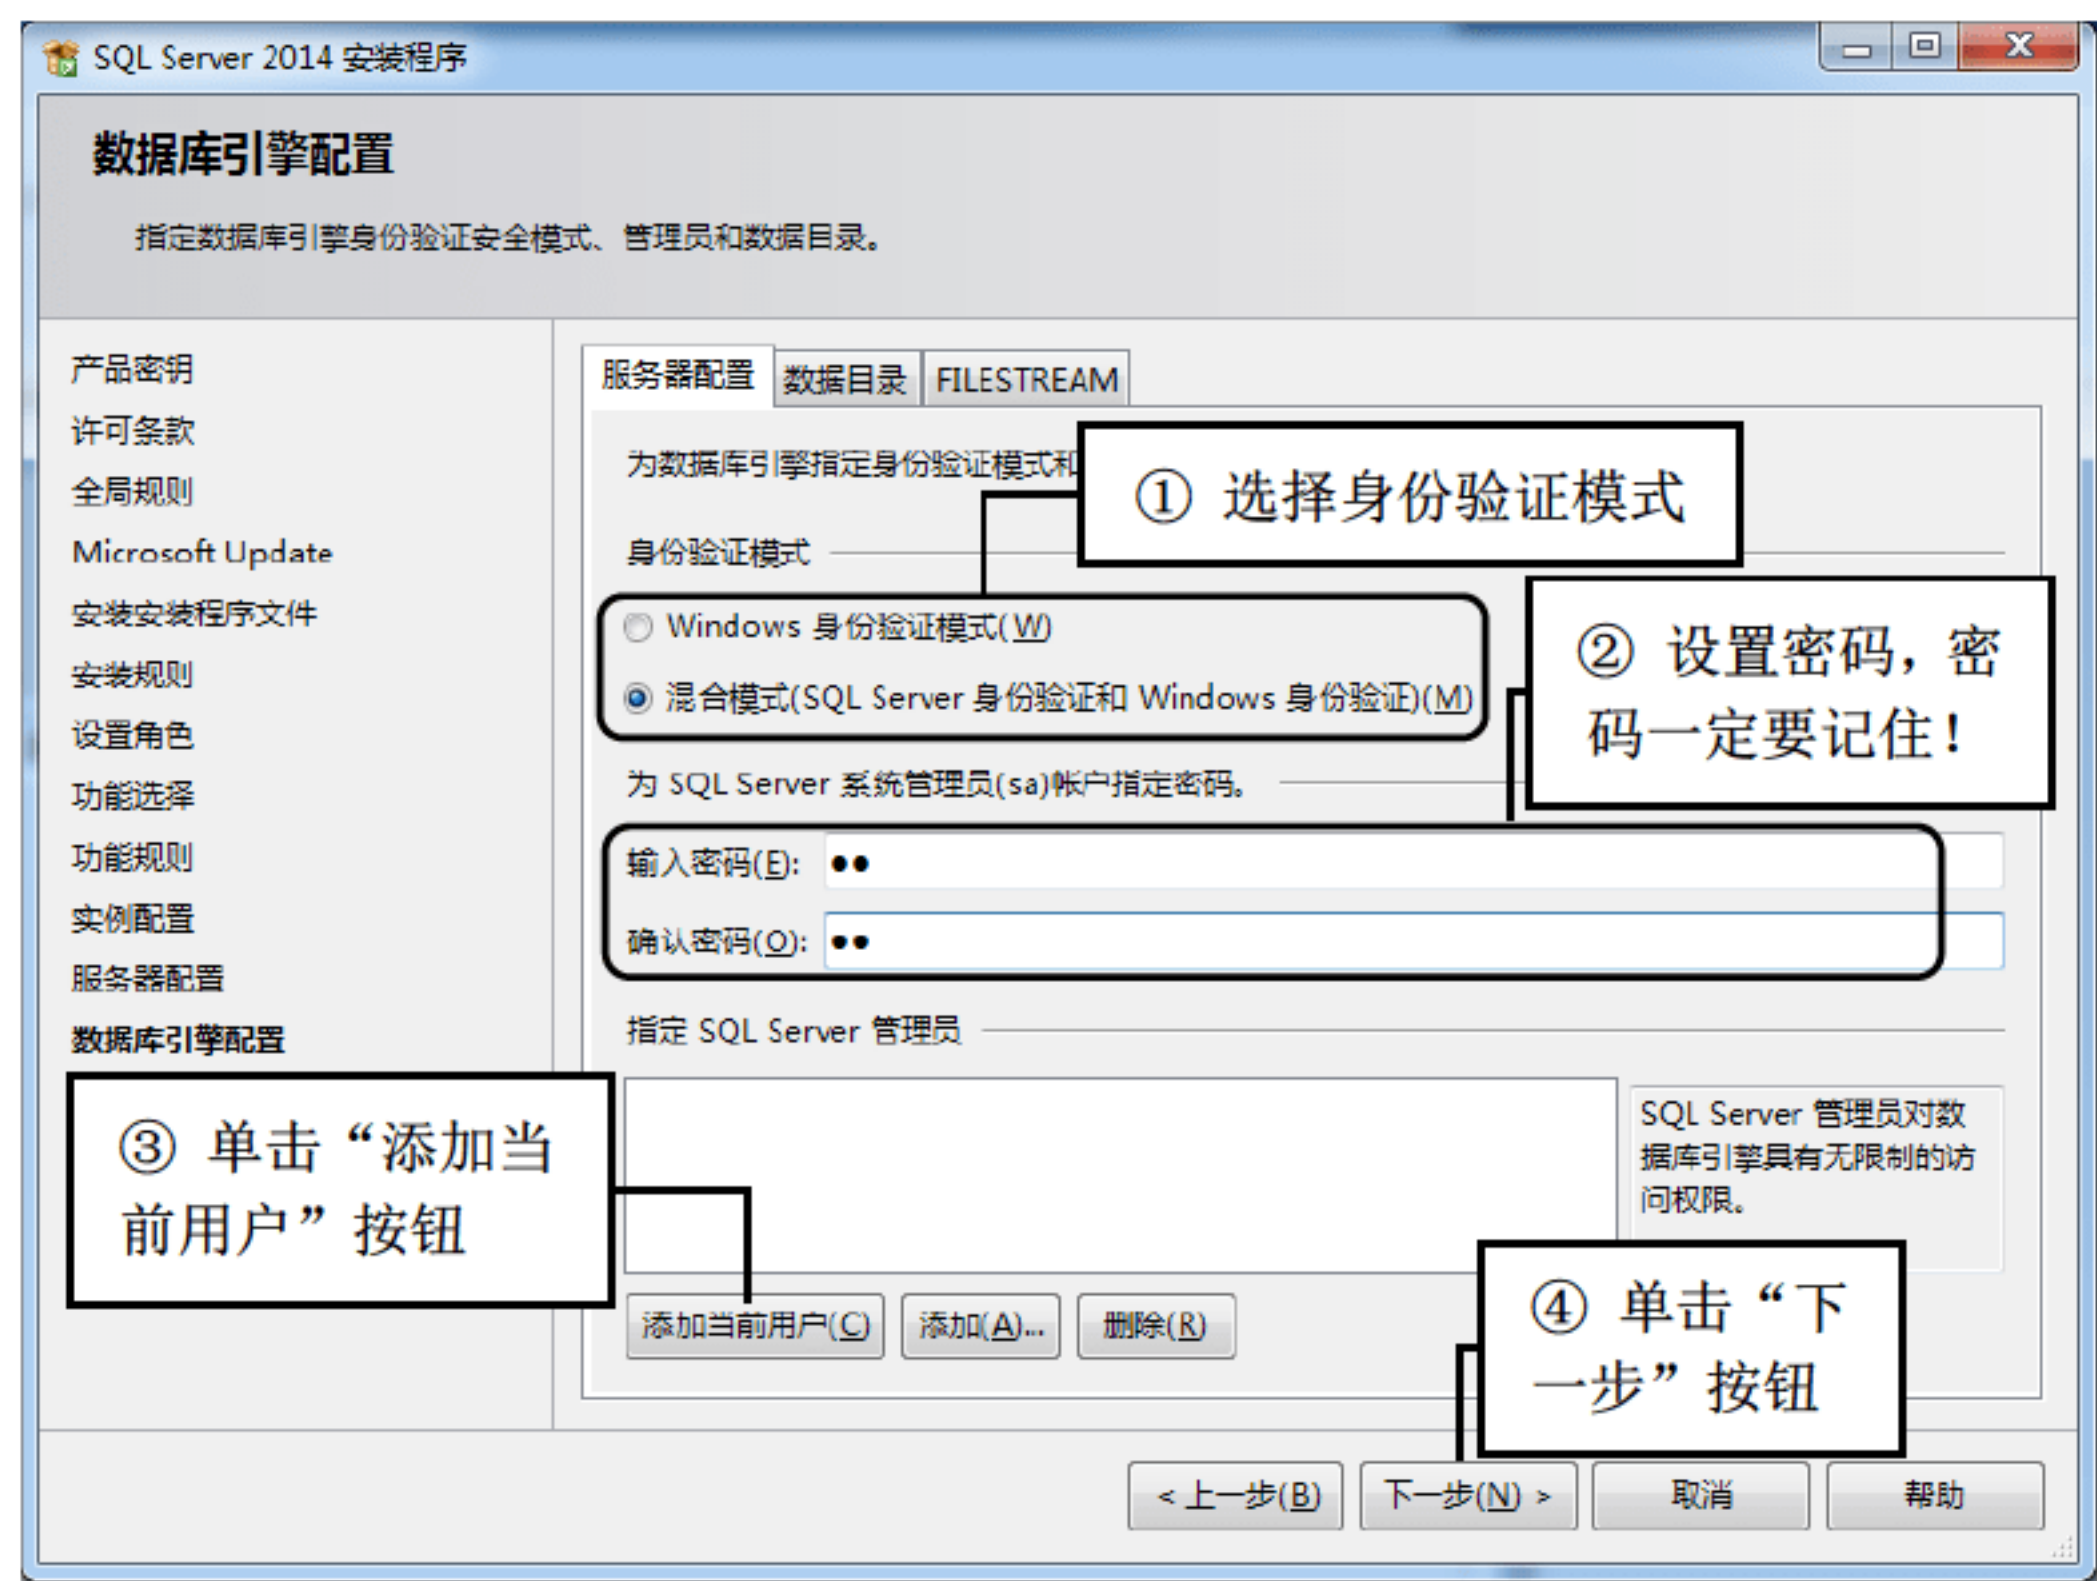 SQL Server 2014 安装程序
数据库引擎配置
指定数据库引擎身份验证安全模式、管理员和数据目录。
产品密钥
许可条款
全局规则
Microsoft Update
安装安装程序文件
安装规则
设置角色
功能选择
功能规则
实例配置
服务器配置
数据库引擎配置
服务器配置 数据目录 FILESTREAM
为数据库引擎指定身份验证模式和
① 选择身份验证模式
身份验证模式
Windows 身份验证模式(W)
混合模式(SQL Server 身份验证和 Windows 身份验证)(M)
② 设置密码，密
码一定要记住！
为 SQL Server 系统管理员(sa)帐户指定密码。
输入密码(E): ●●
确认密码(O): ●●
指定 SQL Server 管理员
SQL Server 管理员对数
据库引擎具有无限制的访
问权限。
③ 单击“添加当
前用户”按钮
添加当前用户(C) 添加(A)... 删除(R)
④ 单击“下
一步”按钮
< 上一步(B) 下一步(N) > 取消 帮助